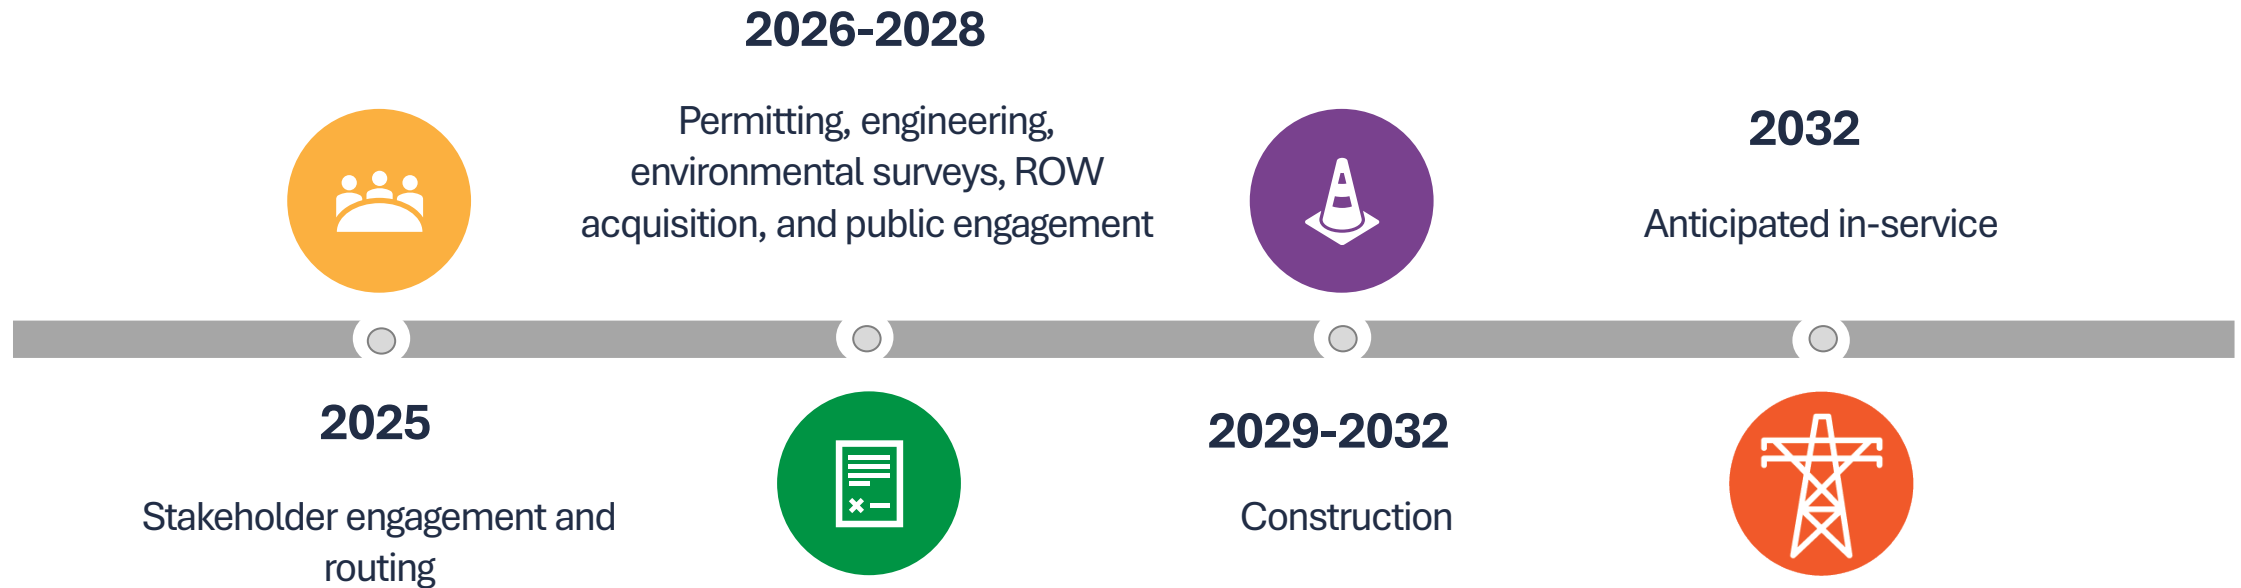 2025
Stakeholder engagement and
routing
2026-2028
Permitting, engineering,
environmental surveys, ROW
acquisition, and public engagement
2029-2032
Construction
2032
Anticipated in-service